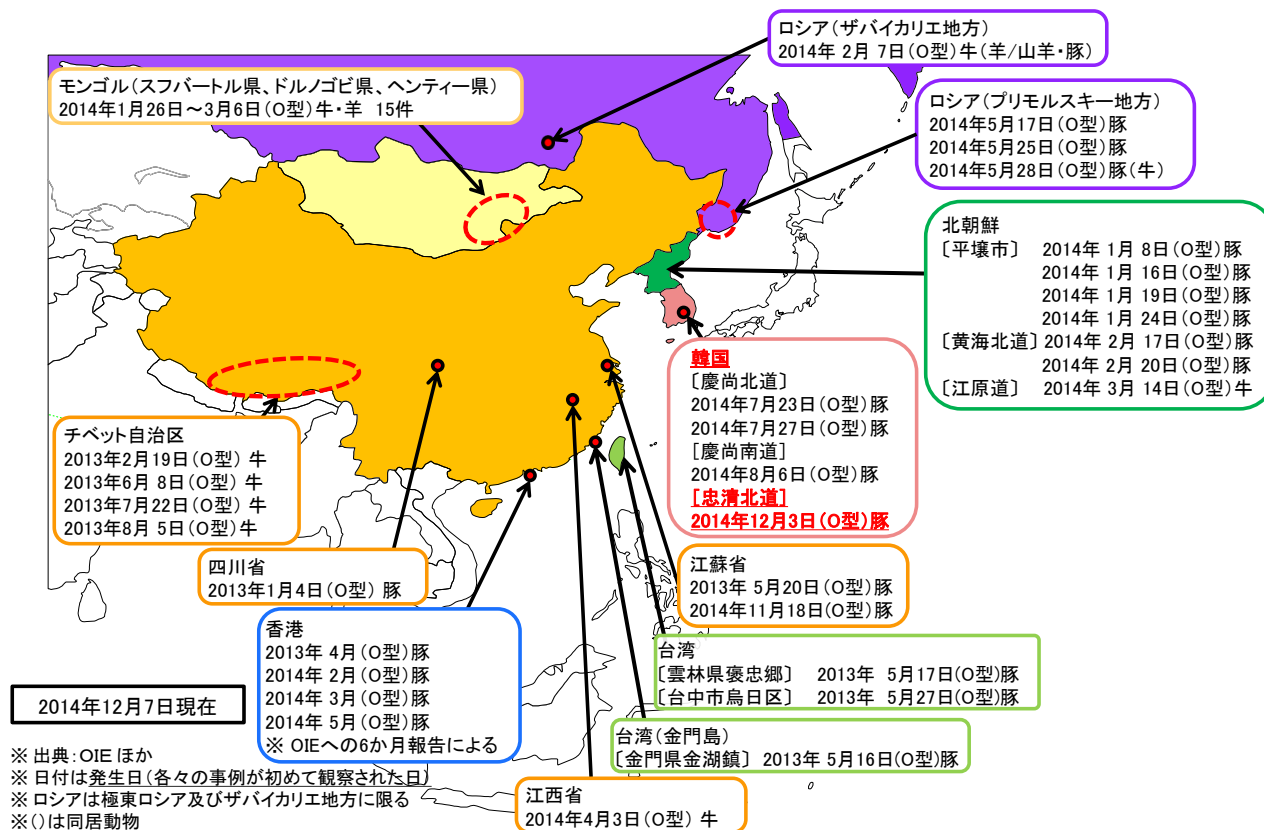 ロシア(ザバイカリエ地方)
2014年 2月 7日(O型)牛(羊/山羊・豚)
モンゴル(スフバートル県、ドルノゴビ県、ヘンティー県)
2014年1月26日～3月6日(O型)牛・羊 15件
ロシア(プリモルスキー地方)
2014年5月17日(O型)豚
2014年5月25日(O型)豚
2014年5月28日(O型)豚(牛)
北朝鮮
〔平壌市〕 2014年 1月 8日(O型)豚
2014年 1月 16日(O型)豚
2014年 1月 19日(O型)豚
2014年 1月 24日(O型)豚
〔黄海北道〕 2014年 2月 17日(O型)豚
2014年 2月 20日(O型)豚
〔江原道〕 2014年 3月 14日(O型)牛
韓国
[慶尚北道]
2014年7月23日(O型)豚
2014年7月27日(O型)豚
[慶尚南道]
2014年8月6日(O型)豚
[忠清北道]
2014年12月3日(O型)豚
チベット自治区
2013年2月19日(O型) 牛
2013年6月 8日(O型) 牛
2013年7月22日(O型) 牛
2013年8月 5日(O型) 牛
四川省
2013年1月4日(O型) 豚
江蘇省
2013年 5月20日(O型)豚
2014年11月18日(O型)豚
香港
2013年 4月(O型)豚
2014年 2月(O型)豚
2014年 3月(O型)豚
2014年 5月(O型)豚
※ OIEへの6か月報告による
台湾
〔雲林県褒忠郷〕 2013年 5月17日(O型)豚
〔台中市烏日区〕 2013年 5月27日(O型)豚
台湾(金門島)
〔金門県金湖鎮〕 2013年 5月16日(O型)豚
江西省
2014年4月3日(O型) 牛
2014年12月7日現在
※ 出典:OIE ほか
※ 日付は発生日(各々の事例が初めて観察された日)
※ ロシアは極東ロシア及びザバイカリエ地方に限る
※()は同居動物